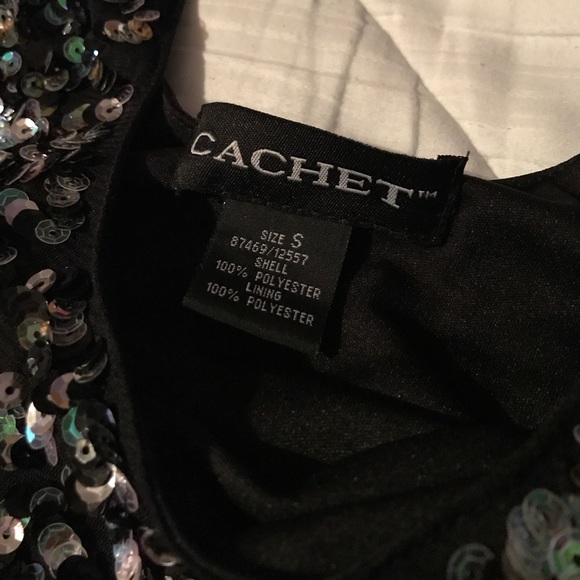 CACHET™
SIZE S
87469/12557
SHELL
100% POLYESTER
LINING
100% POLYESTER